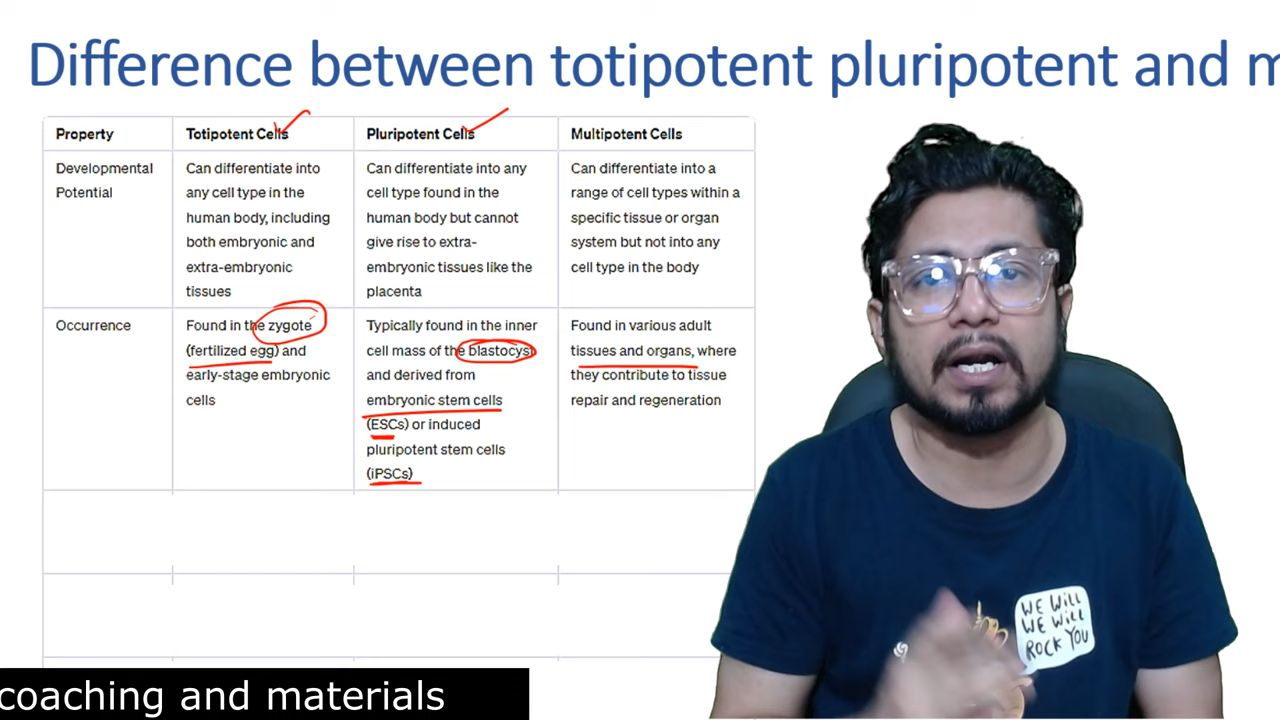 Difference between totipotent pluripotent and m
Property
Totipotent Cells
Pluripotent Cells
Multipotent Cells
Developmental
Potential
Can differentiate into
any cell type in the
human body, including
both embryonic and
extra-embryonic
tissues
Can differentiate into any
cell type found in the
human body but cannot
give rise to extra-
embryonic tissues like the
placenta
Can differentiate into a
range of cell types within a
specific tissue or organ
system but not into any
cell type in the body
Occurrence
Found in the zygote
(fertilized egg) and
early-stage embryonic
cells
Typically found in the inner
cell mass of the blastocyst
and derived from
embryonic stem cells
(ESCs) or induced
pluripotent stem cells
(iPSCs)
Found in various adult
tissues and organs, where
they contribute to tissue
repair and regeneration
WE WILL
WE WILL
ROCK YOU
coaching and materials